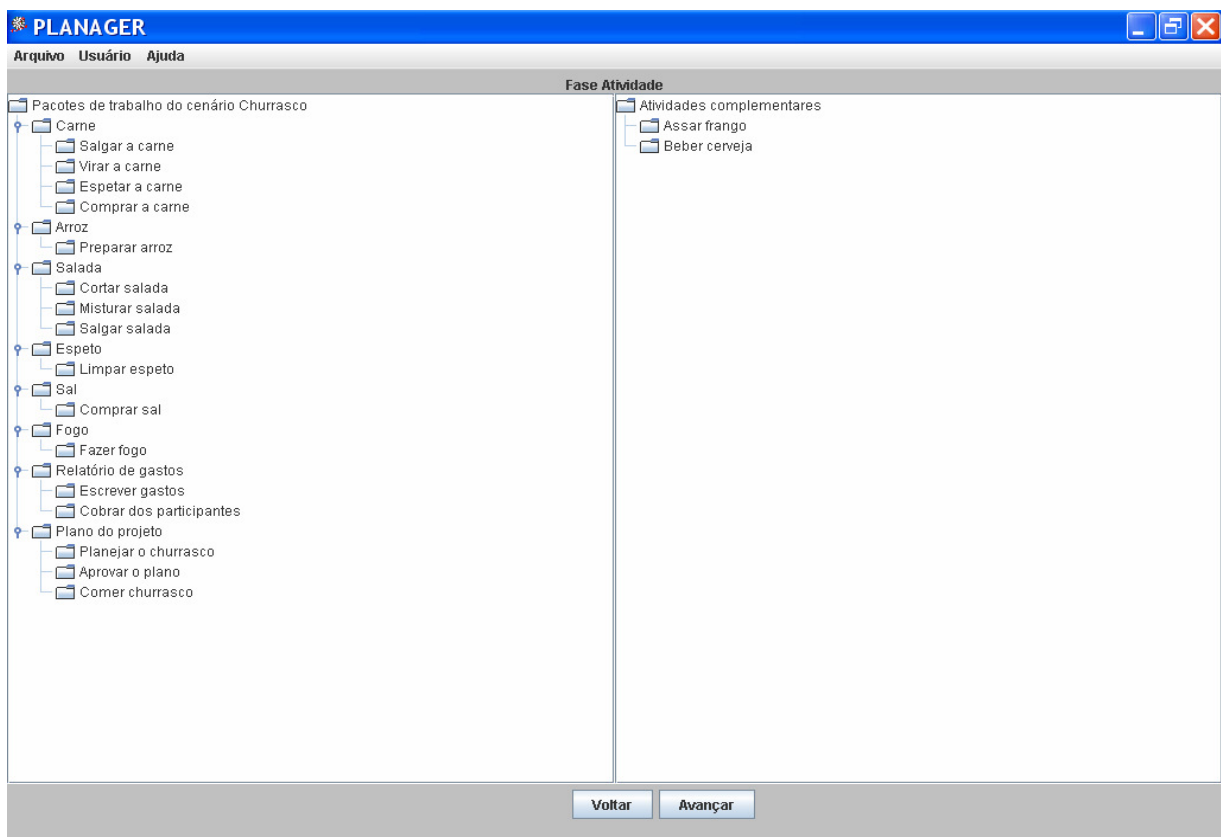 PLANAGER
Arquivo Usuário Ajuda
Fase Atividade
Pacotes de trabalho do cenário Churrasco
Carne
Salgar a carne
Virar a carne
Espetar a carne
Comprar a carne
Arroz
Preparar arroz
Salada
Cortar salada
Misturar salada
Salgar salada
Espeto
Limpar espeto
Sal
Comprar sal
Fogo
Fazer fogo
Relatório de gastos
Escrever gastos
Cobrar dos participantes
Plano do projeto
Planejar o churrasco
Aprovar o plano
Comer churrasco
Atividades complementares
Assar frango
Beber cerveja
Voltar Avançar